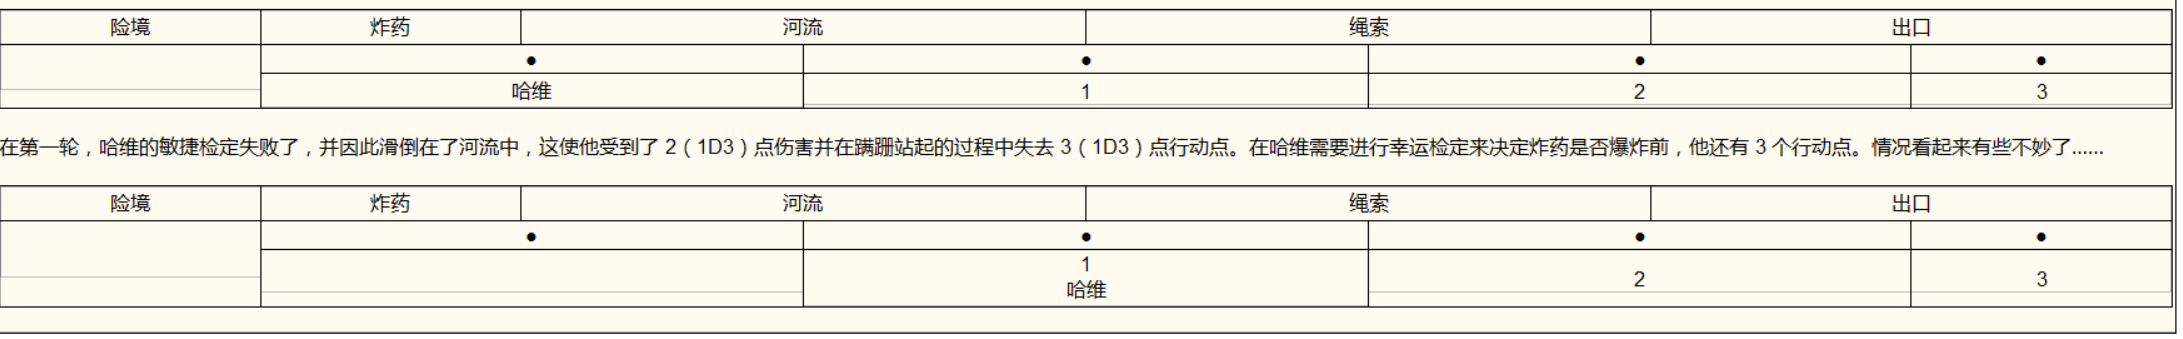 险境 炸药 河流 绳索 出口
● ● ● ●
哈维 1 2 3
在第一轮，哈维的敏捷检定失败了，并因此滑倒在了河流中，这使他受到了 2（1D3）点伤害并在蹒跚站起的过程中失去 3（1D3）点行动点。在哈维需要进行幸运检定来决定炸药是否爆炸前，他还有 3 个行动点。情况看起来有些不妙了......
险境 炸药 河流 绳索 出口
● ● ● ●
1 2 3
哈维